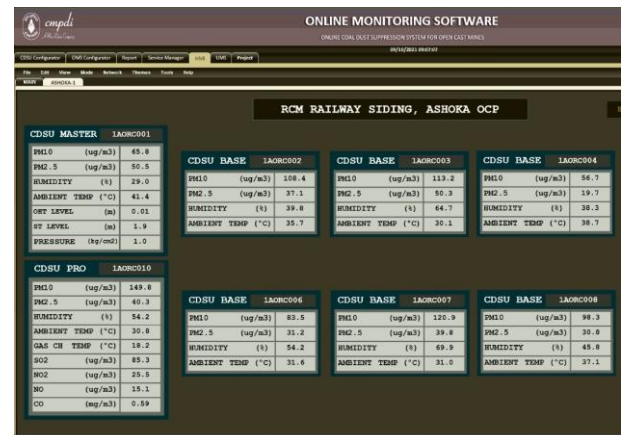 cmpdi
ONLINE MONITORING SOFTWARE
ONLINE COAL DUST SUPPRESSION SYSTEM FOR OPEN CAST MINES
09/10/2021 09:07:07
CDSU Configurator Report Service Manager HMI UMS Project
File Edit View Mode Network Themes Tools Help
MAIN ASHOKA-1
RCM RAILWAY SIDING, ASHOKA OCP
CDSU MASTER 1AORC001
PM10 (ug/m3) 65.8
PM2.5 (ug/m3) 50.5
HUMIDITY (%) 29.0
AMBIENT TEMP (°C) 41.4
OHT LEVEL (m) 0.01
ST LEVEL (m) 1.9
PRESSURE (kg/cm2) 1.0
CDSU BASE 1AORC002
PM10 (ug/m3) 108.4
PM2.5 (ug/m3) 37.1
HUMIDITY (%) 39.8
AMBIENT TEMP (°C) 35.7
CDSU BASE 1AORC003
PM10 (ug/m3) 113.2
PM2.5 (ug/m3) 50.3
HUMIDITY (%) 64.7
AMBIENT TEMP (°C) 30.1
CDSU BASE 1AORC004
PM10 (ug/m3) 56.7
PM2.5 (ug/m3) 19.7
HUMIDITY (%) 38.3
AMBIENT TEMP (°C) 38.7
CDSU PRO 1AORC010
PM10 (ug/m3) 149.8
PM2.5 (ug/m3) 40.3
HUMIDITY (%) 54.2
AMBIENT TEMP (°C) 30.8
GAS CH TEMP (°C) 18.2
SO2 (ug/m3) 85.3
NO2 (ug/m3) 25.5
NO (ug/m3) 15.1
CO (mg/m3) 0.59
CDSU BASE 1AORC006
PM10 (ug/m3) 83.5
PM2.5 (ug/m3) 31.2
HUMIDITY (%) 54.2
AMBIENT TEMP (°C) 31.6
CDSU BASE 1AORC007
PM10 (ug/m3) 120.9
PM2.5 (ug/m3) 39.8
HUMIDITY (%) 69.9
AMBIENT TEMP (°C) 31.0
CDSU BASE 1AORC008
PM10 (ug/m3) 98.3
PM2.5 (ug/m3) 30.8
HUMIDITY (%) 45.8
AMBIENT TEMP (°C) 37.1